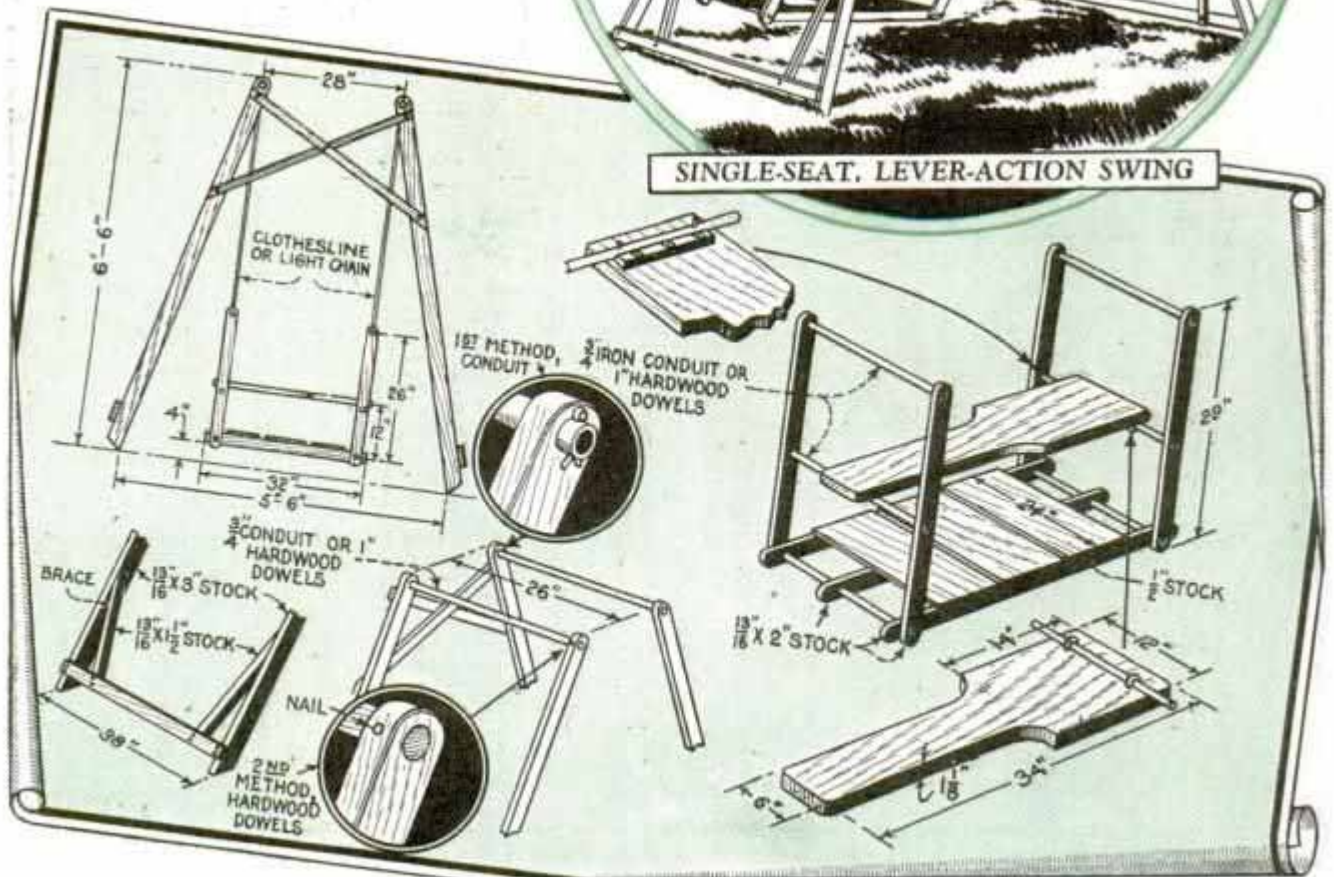 SINGLE-SEAT, LEVER-ACTION SWING
28"
6'-6"
CLOTHESLINE
OR LIGHT CHAIN
26"
12"
4"
32"
5'-6"
1ST METHOD,
CONDUIT
3/4" IRON CONDUIT OR
1" HARDWOOD
DOWELS
29"
24"
1/2" STOCK
13/16 X 2" STOCK
3/4" CONDUIT OR 1"
HARDWOOD
DOWELS
26"
BRACE
13/16" X 3" STOCK
13/16" X 1 1/2" STOCK
38"
NAIL
2ND
METHOD,
HARDWOOD
DOWELS
14"
12"
34"
1 1/8"
6"